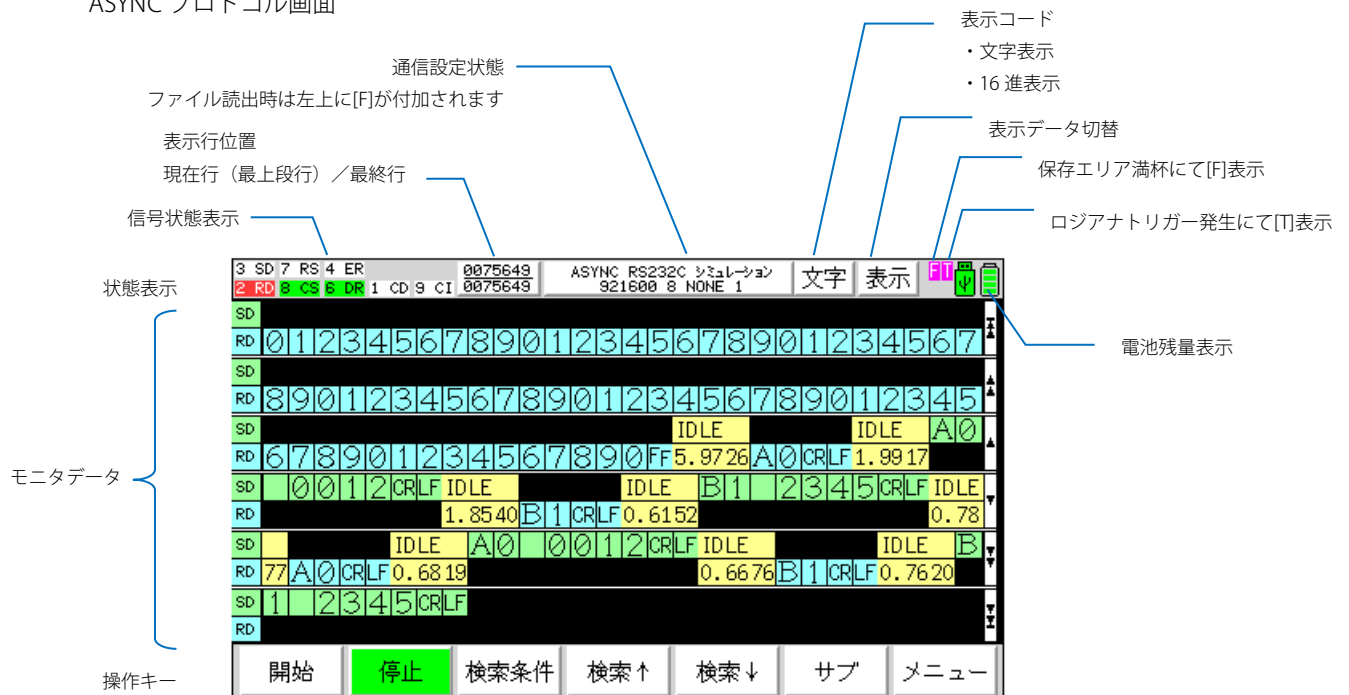 ASYNC プロトコル画面
表示コード
・文字表示
・16 進表示
通信設定状態
ファイル読出時は左上に[F]が付加されます
表示データ切替
表示行位置
現在行（最上段行）／最終行
保存エリア満杯にて[F]表示
信号状態表示
ロジアナトリガー発生にて[T]表示
状態表示
3 SD 7 RS 4 ER
2 RD 8 CS 6 DR 1 CD 9 CI
0075649
0075649
ASYNC RS232C シミュレーション
921600 8 NONE 1
文字
表示
F T
電池残量表示
モニタデータ
SD
RD 0 1 2 3 4 5 6 7 8 9 0 1 2 3 4 5 6 7 8 9 0 1 2 3 4 5 6 7
SD
RD 8 9 0 1 2 3 4 5 6 7 8 9 0 1 2 3 4 5 6 7 8 9 0 1 2 3 4 5
SD IDLE IDLE A 0
RD 6 7 8 9 0 1 2 3 4 5 6 7 8 9 0 FF 5.9726 A 0 CR LF 1.9917
SD 0 0 1 2 CR LF IDLE IDLE B 1 2 3 4 5 CR LF IDLE
RD 1.8540 B 1 CR LF 0.6152 0.78
SD IDLE A 0 0 0 1 2 CR LF IDLE IDLE B
RD 77 A 0 CR LF 0.6819 0.6676 B 1 CR LF 0.7620
SD 1 2 3 4 5 CR LF
RD
操作キー
開始 停止 検索条件 検索↑ 検索↓ サブ メニュー